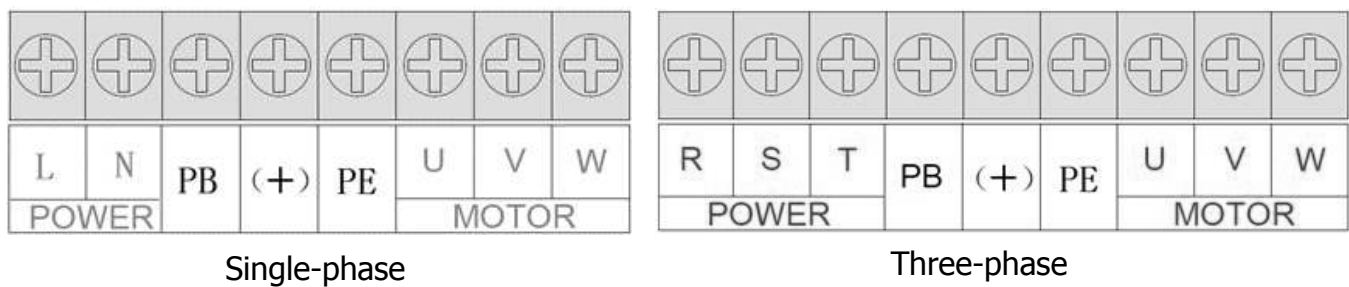 L N PB (+) PE U V W
POWER MOTOR
Single-phase
R S T PB (+) PE U V W
POWER MOTOR
Three-phase